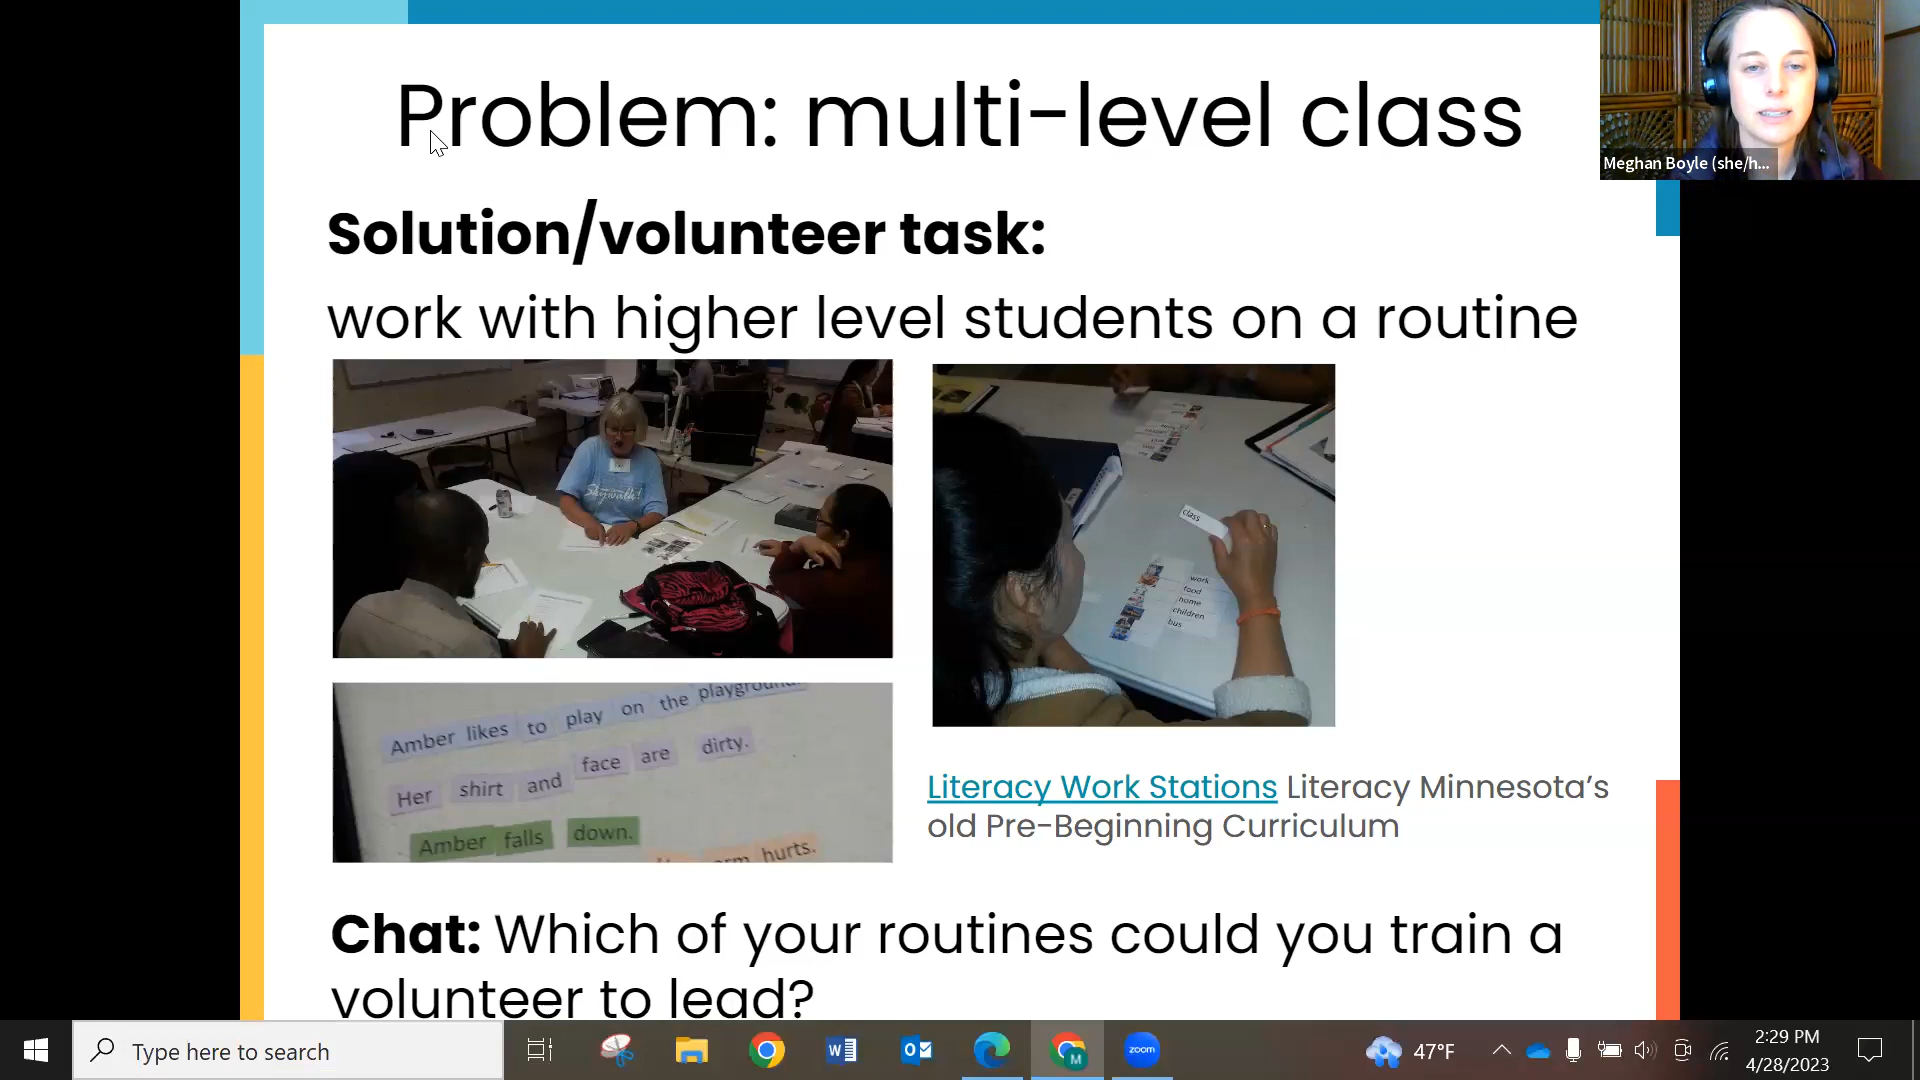 Problem: multi-level class
Meghan Boyle (she/h...
Solution/volunteer task:
work with higher level students on a routine
Skywalk!
class
work
food
home
children
bus
Amber likes to play on the playground.
Her shirt and face are dirty.
Amber falls down.
hurts.
Literacy Work Stations Literacy Minnesota's
old Pre-Beginning Curriculum
Chat: Which of your routines could you train a
volunteer to lead?
Type here to search
zoom
47°F
2:29 PM
4/28/2023